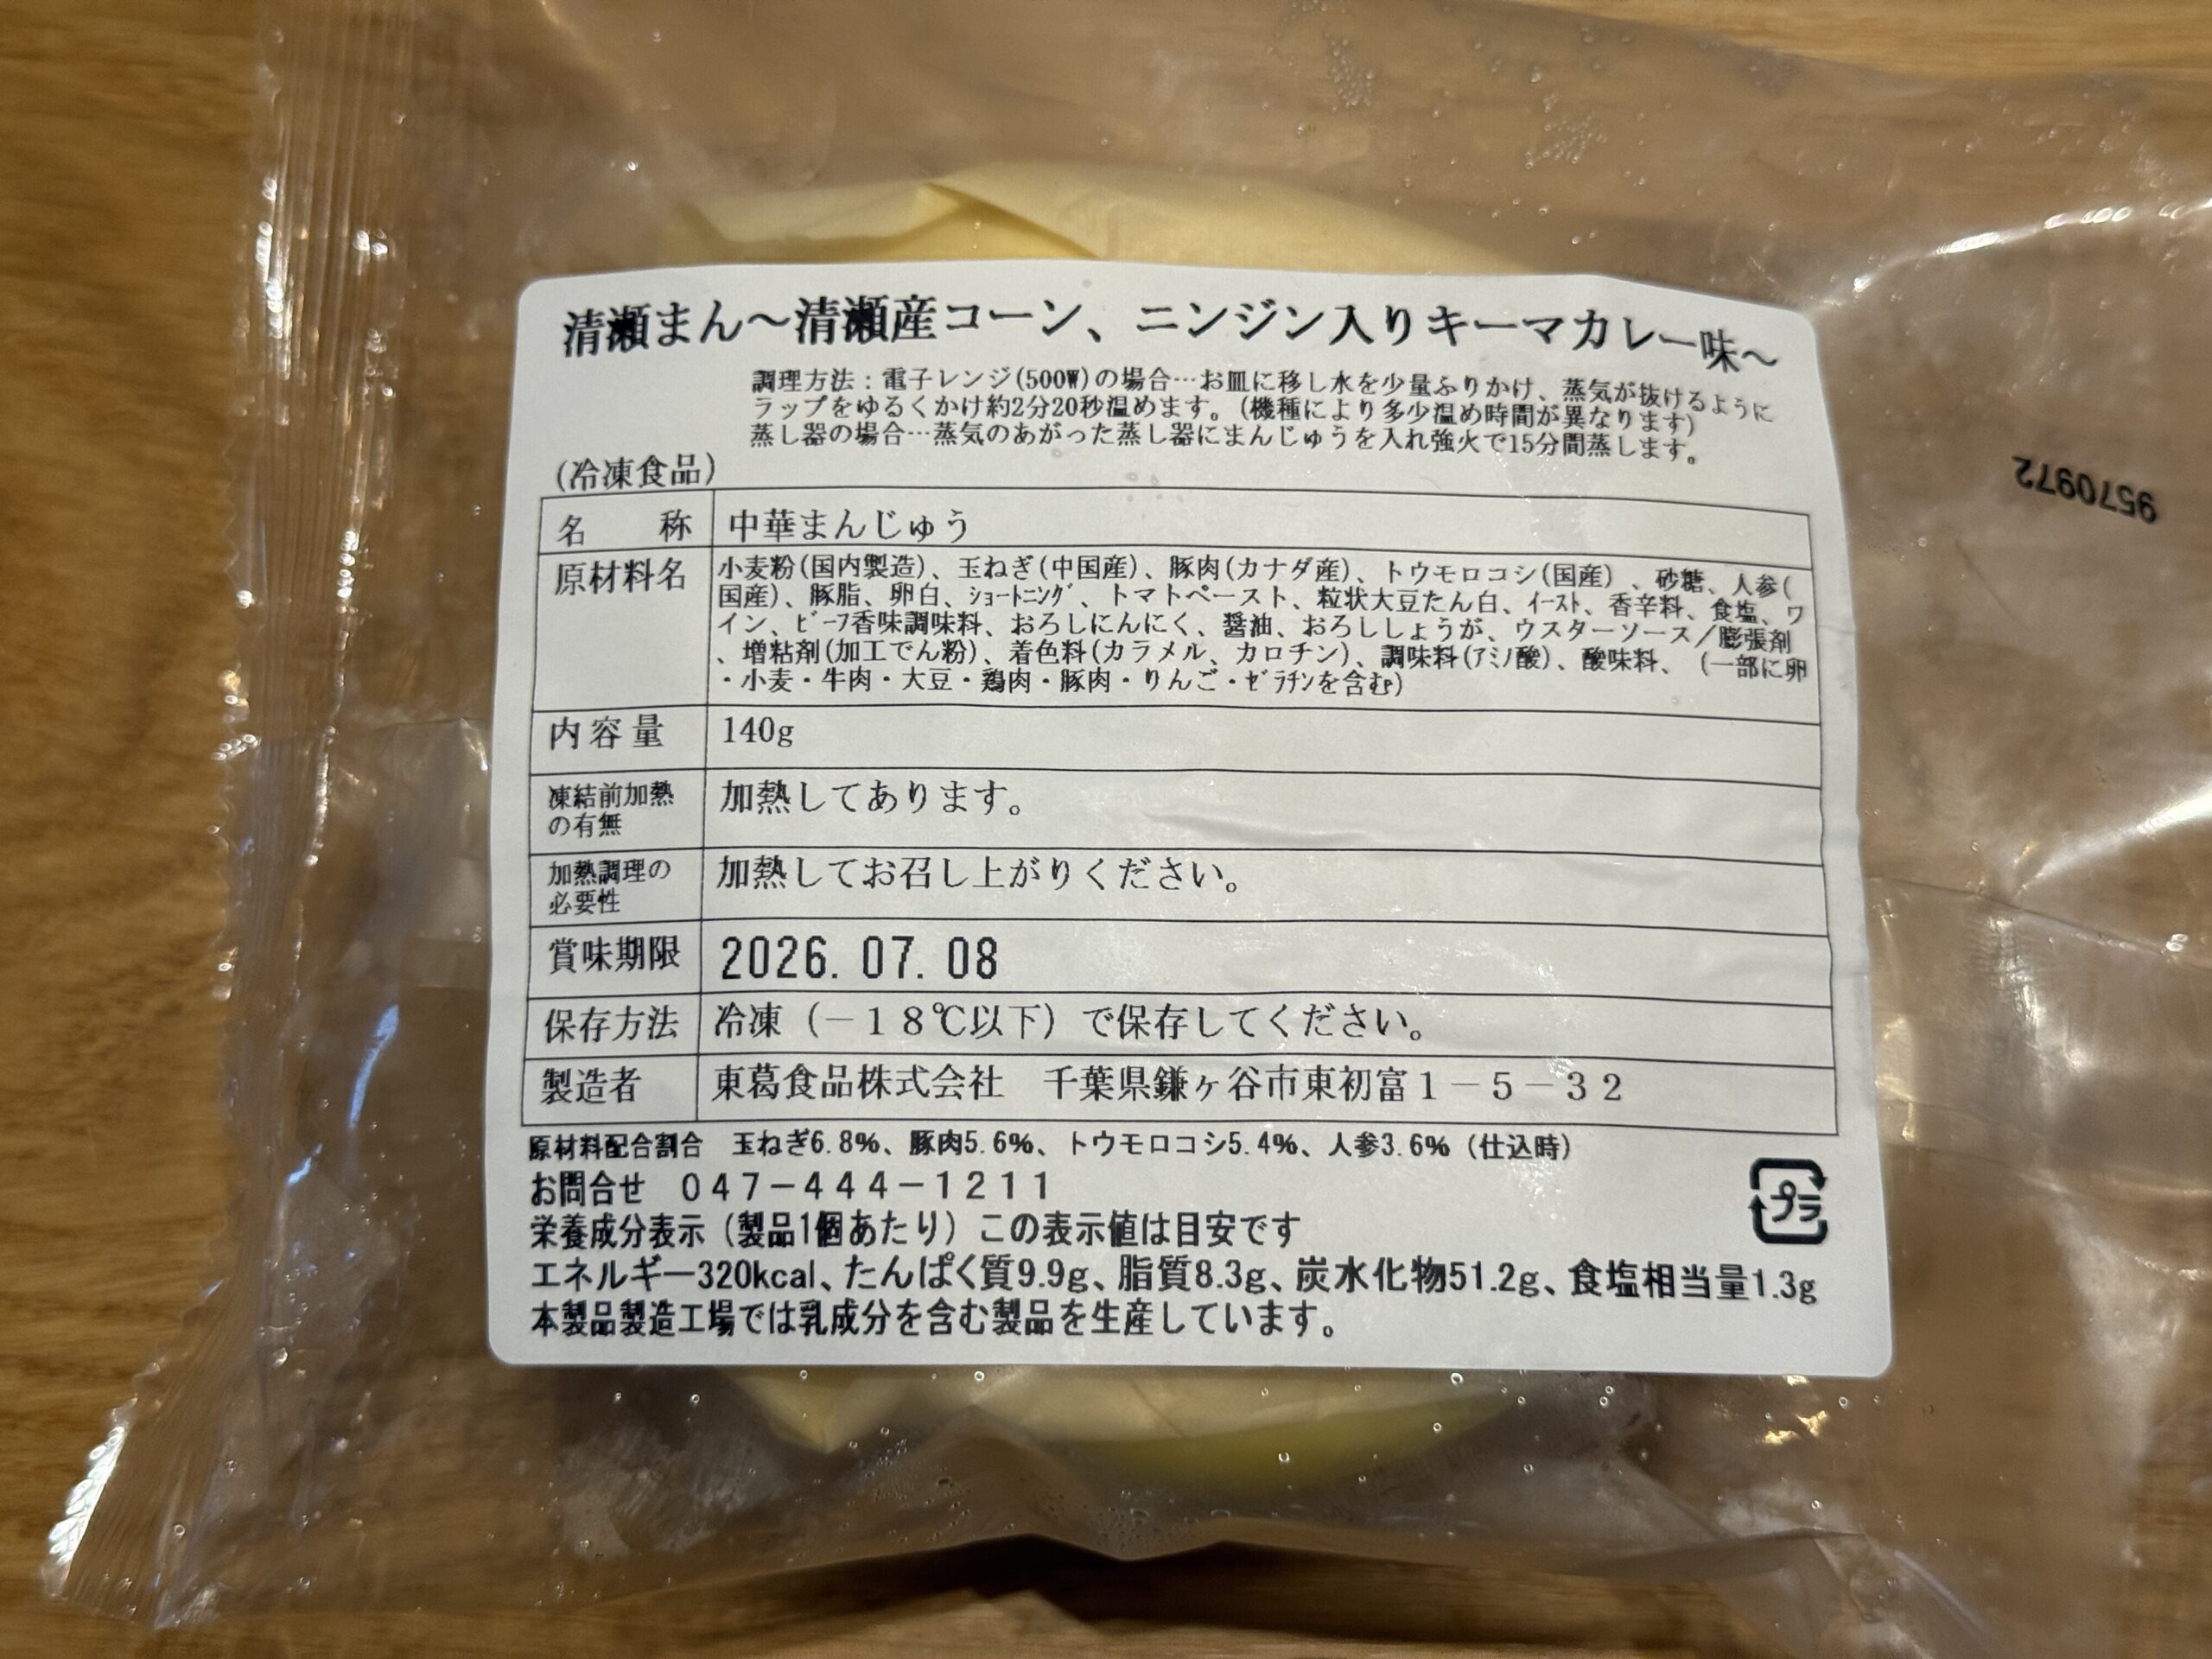 清瀬まん～清瀬産コーン、ニンジン入りキーマカレー味～
調理方法：電子レンジ(500W)の場合…お皿に移し水を少量ふりかけ、蒸気が抜けるように
ラップをゆるくかけ約2分20秒温めます。(機種により多少温め時間が異なります)
蒸し器の場合…蒸気のあがった蒸し器にまんじゅうを入れ強火で15分間蒸します。
(冷凍食品)
名　称 中華まんじゅう
原材料名 小麦粉(国内製造)、玉ねぎ(中国産)、豚肉(カナダ産)、トウモロコシ(国産)、砂糖、人参(
国産)、豚脂、卵白、ｼｮｰﾄﾆﾝｸﾞ、トマトペースト、粒状大豆たん白、ｲｰｽﾄ、香辛料、食塩、ワ
イン、ﾋﾞｰﾌ香味調味料、おろしにんにく、醤油、おろししょうが、ウスターソース／膨張剤
、増粘剤(加工でん粉)、着色料(カラメル、カロチン)、調味料(ｱﾐﾉ酸)、酸味料、(一部に卵
・小麦・牛肉・大豆・鶏肉・豚肉・りんご・ｾﾞﾗﾁﾝを含む)
内容量 140g
凍結前加熱
の有無 加熱してあります。
加熱調理の
必要性 加熱してお召し上がりください。
賞味期限 2026.07.08
保存方法 冷凍（－１８℃以下）で保存してください。
製造者 東葛食品株式会社　千葉県鎌ヶ谷市東初富１－５－３２
原材料配合割合　玉ねぎ6.8%、豚肉5.6%、トウモロコシ5.4%、人参3.6%（仕込時）
お問合せ　０４７－４４４－１２１１
プラ
栄養成分表示（製品1個あたり）この表示値は目安です
エネルギー320kcal、たんぱく質9.9g、脂質8.3g、炭水化物51.2g、食塩相当量1.3g
本製品製造工場では乳成分を含む製品を生産しています。
9570972